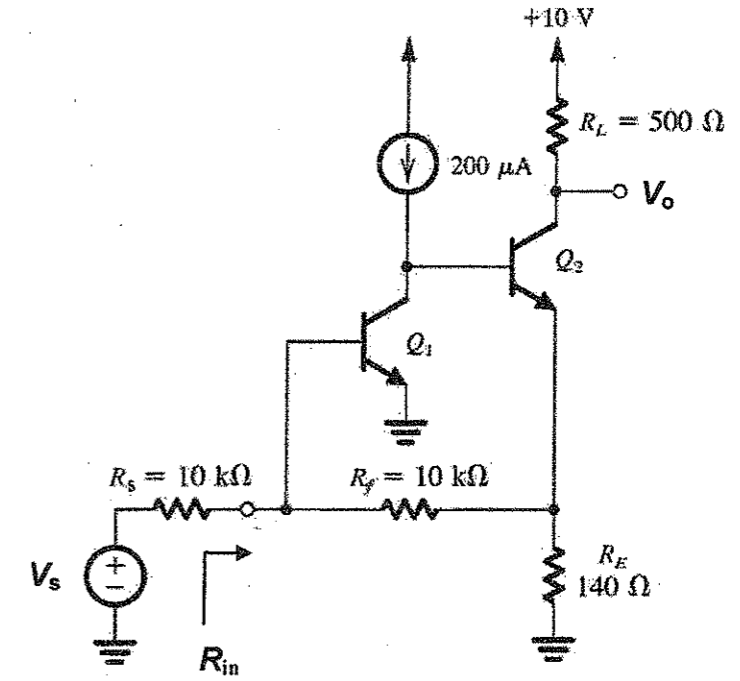 +10 V
R_L = 500 Ω
200 μA
V_o
Q_2
Q_1
R_s = 10 kΩ
R_f = 10 kΩ
V_s
+
−
R_E
140 Ω
R_in